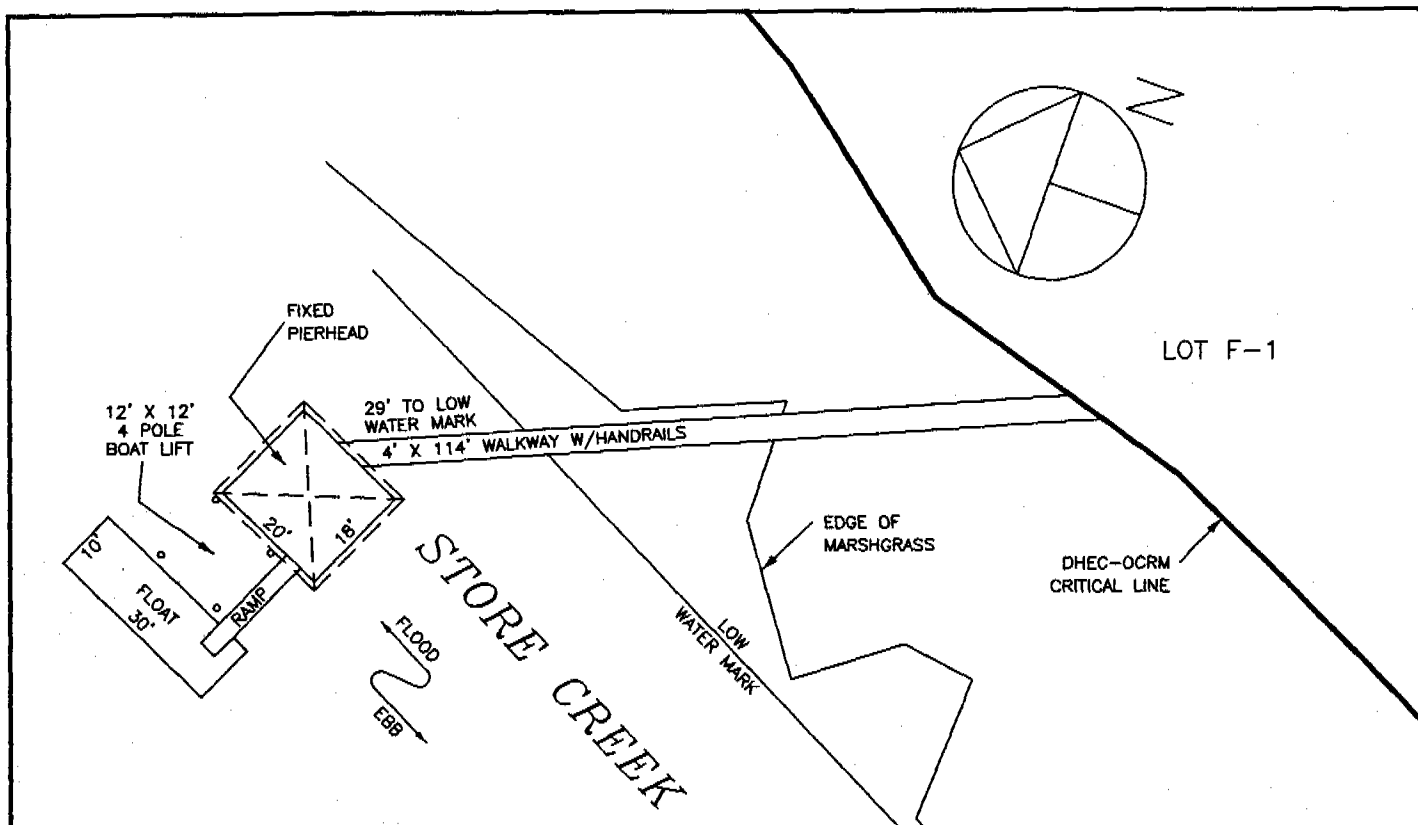 N
LOT F-1
FIXED
PIERHEAD
12' X 12'
4 POLE
BOAT LIFT
29' TO LOW
WATER MARK
4' X 114' WALKWAY W/HANDRAILS
20'
18'
10'
FLOAT
30'
RAMP
EDGE OF
MARSHGRASS
DHEC-OCRM
CRITICAL LINE
STORE CREEK
FLOOD
EBB
LOW
WATER MARK